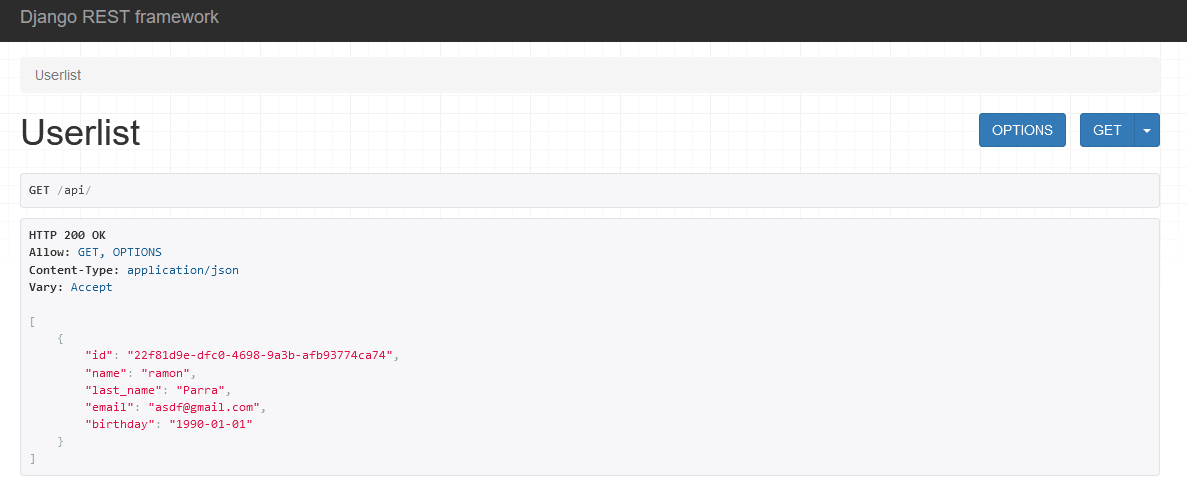 Django REST framework
Userlist
Userlist
OPTIONS
GET
GET /api/
HTTP 200 OK
Allow: GET, OPTIONS
Content-Type: application/json
Vary: Accept
[
    {
        "id": "22f81d9e-dfc0-4698-9a3b-afb93774ca74",
        "name": "ramon",
        "last_name": "Parra",
        "email": "asdf@gmail.com",
        "birthday": "1990-01-01"
    }
]